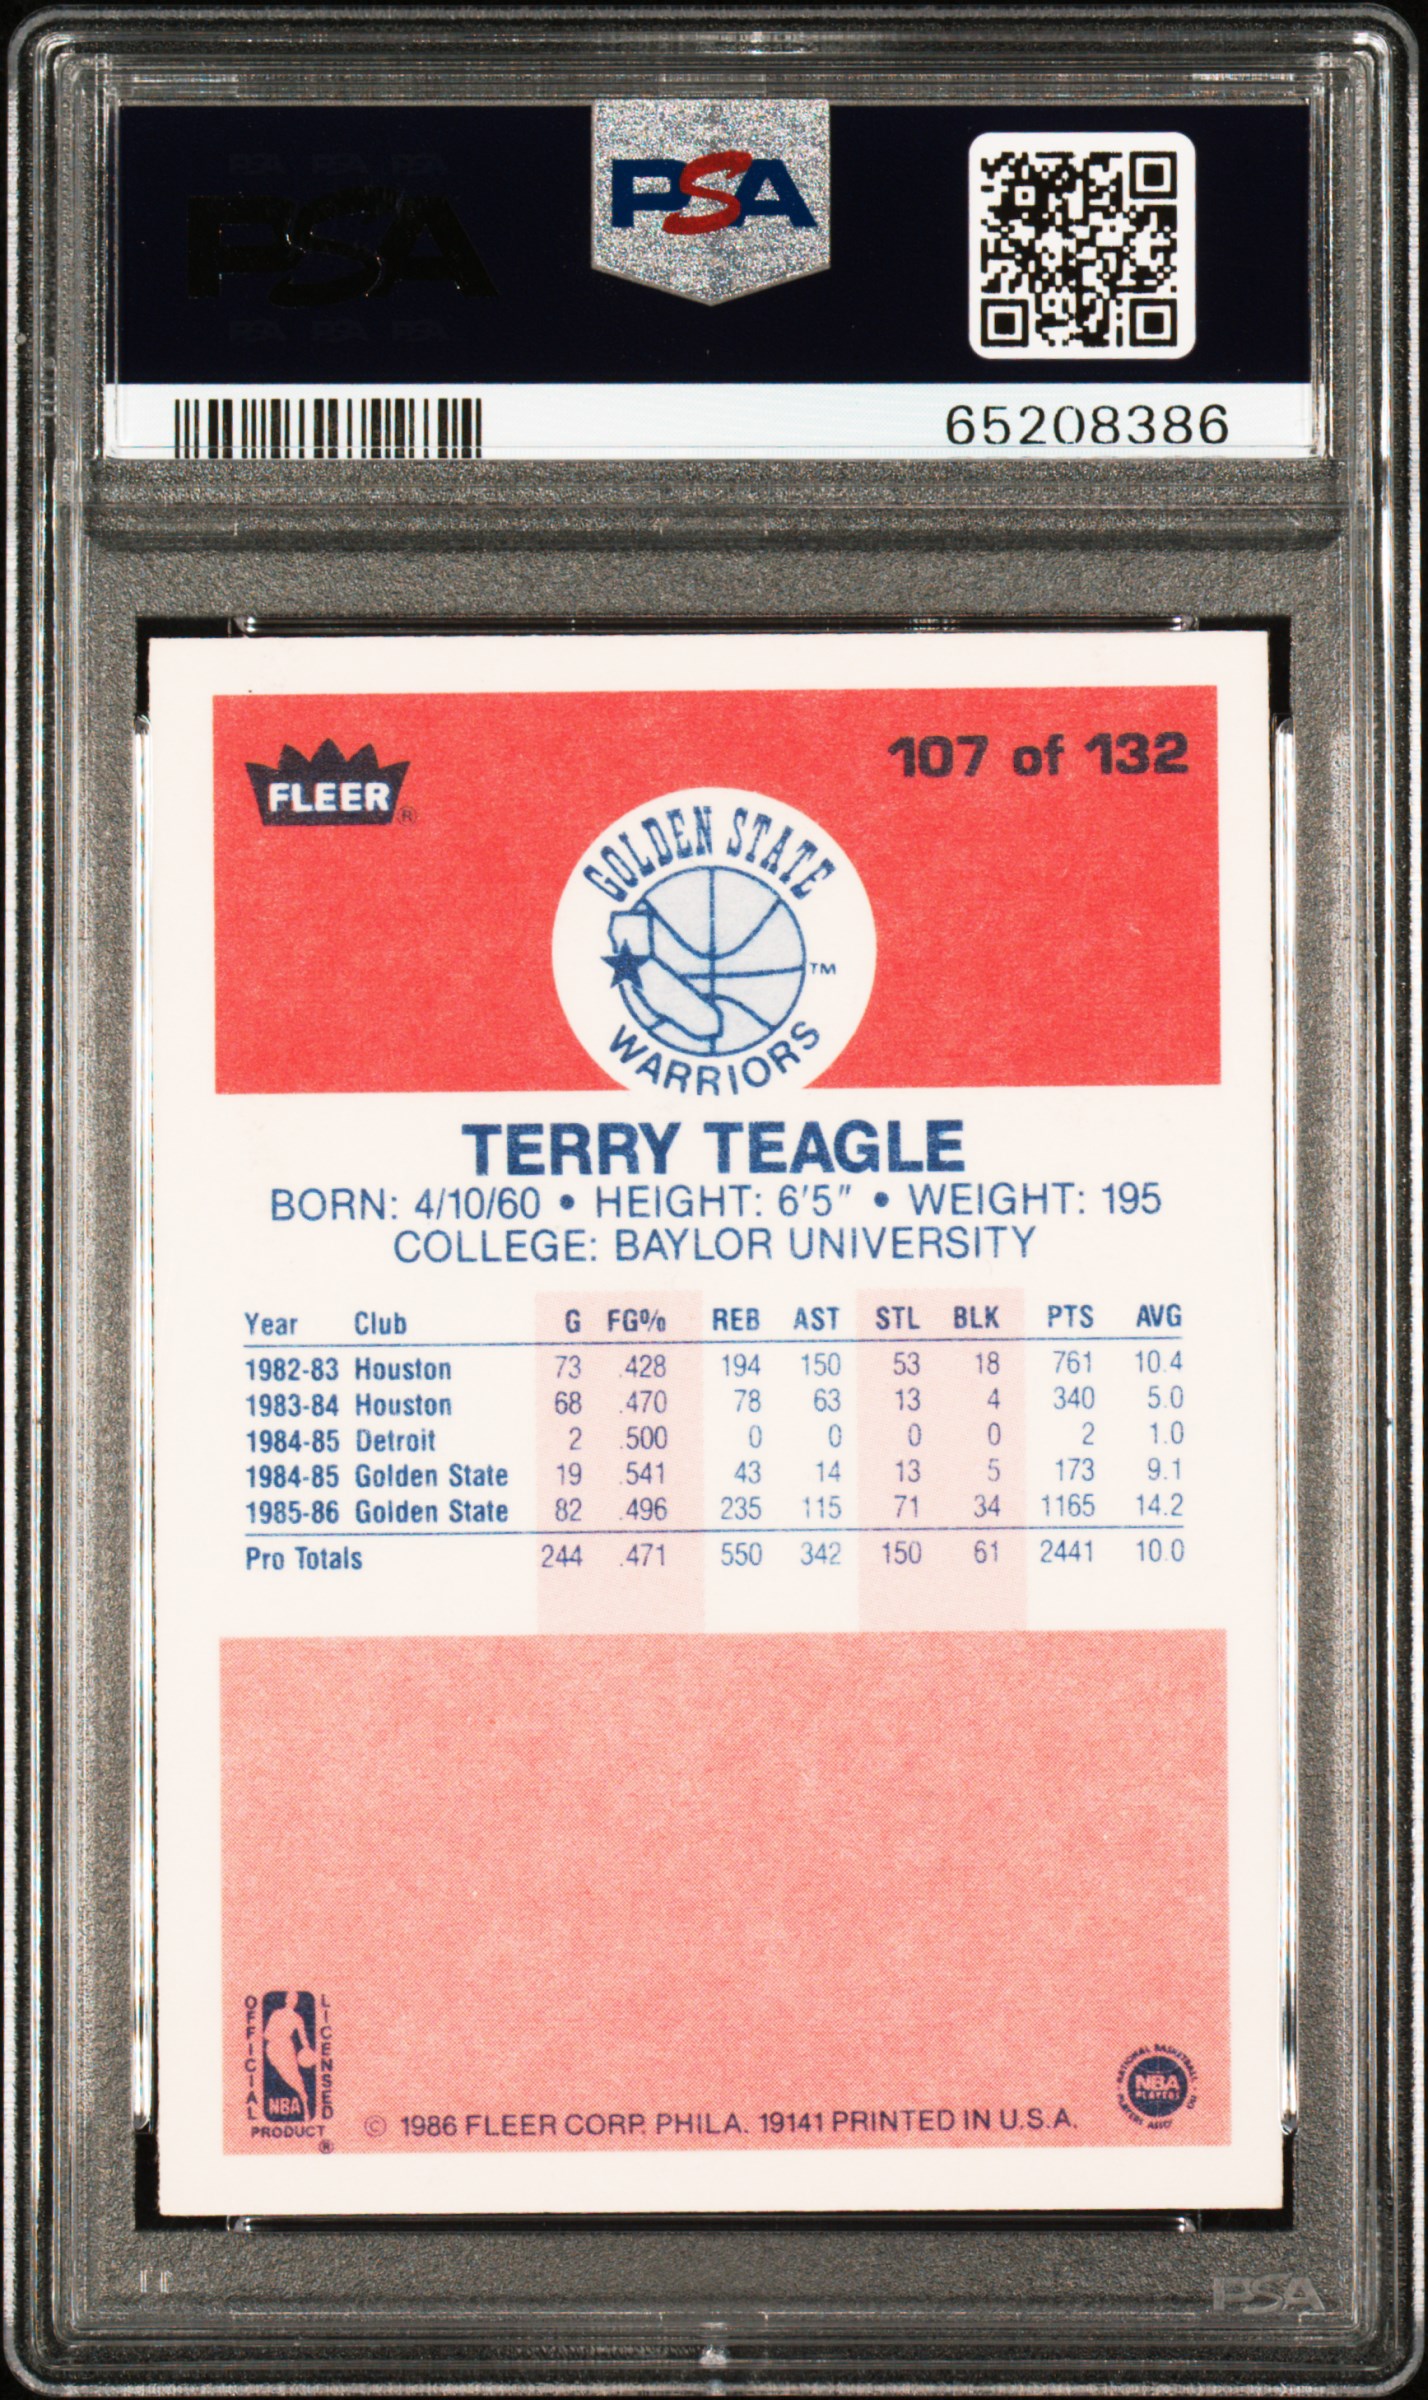 PSA
PSA
65208386
FLEER®
107 of 132
GOLDEN STATE
WARRIORS
TM
TERRY TEAGLE
BORN: 4/10/60 • HEIGHT: 6'5" • WEIGHT: 195
COLLEGE: BAYLOR UNIVERSITY
Year Club G FG% REB AST STL BLK PTS AVG
1982-83 Houston 73 .428 194 150 53 18 761 10.4
1983-84 Houston 68 .470 78 63 13 4 340 5.0
1984-85 Detroit 2 .500 0 0 0 0 2 1.0
1984-85 Golden State 19 .541 43 14 13 5 173 9.1
1985-86 Golden State 82 .496 235 115 71 34 1165 14.2
Pro Totals 244 .471 550 342 150 61 2441 10.0
OFFICIAL
LICENSED
NBA
PRODUCT
®
© 1986 FLEER CORP. PHILA. 19141 PRINTED IN U.S.A.
NATIONAL BASKETBALL
NBA
PLAYERS
PSA